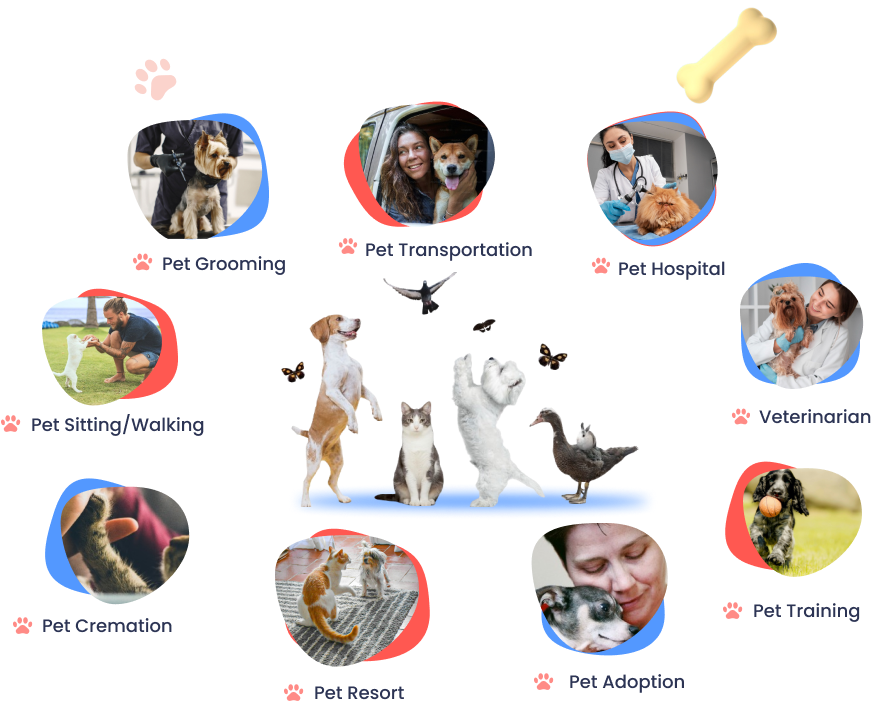 Pet Grooming
Pet Transportation
Pet Hospital
Pet Sitting/Walking
Veterinarian
Pet Cremation
Pet Training
Pet Resort
Pet Adoption